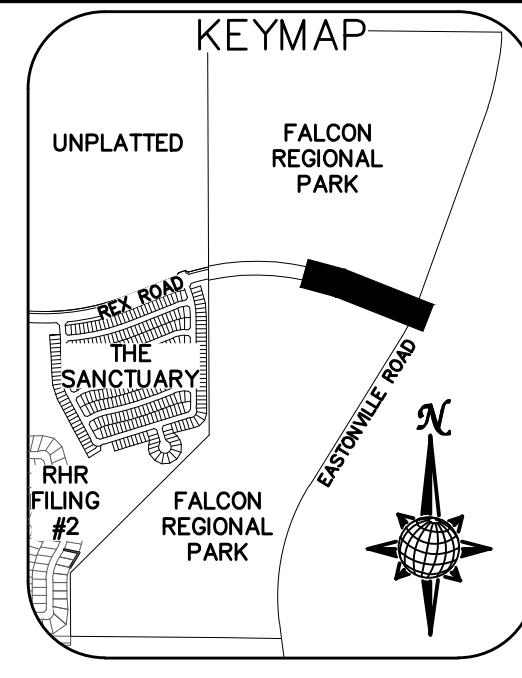 KEYMAP
UNPLATTED
FALCON
REGIONAL
PARK
REX ROAD
THE
SANCTUARY
EASTONVILLE ROAD
N
RHR
FILING
#2
FALCON
REGIONAL
PARK